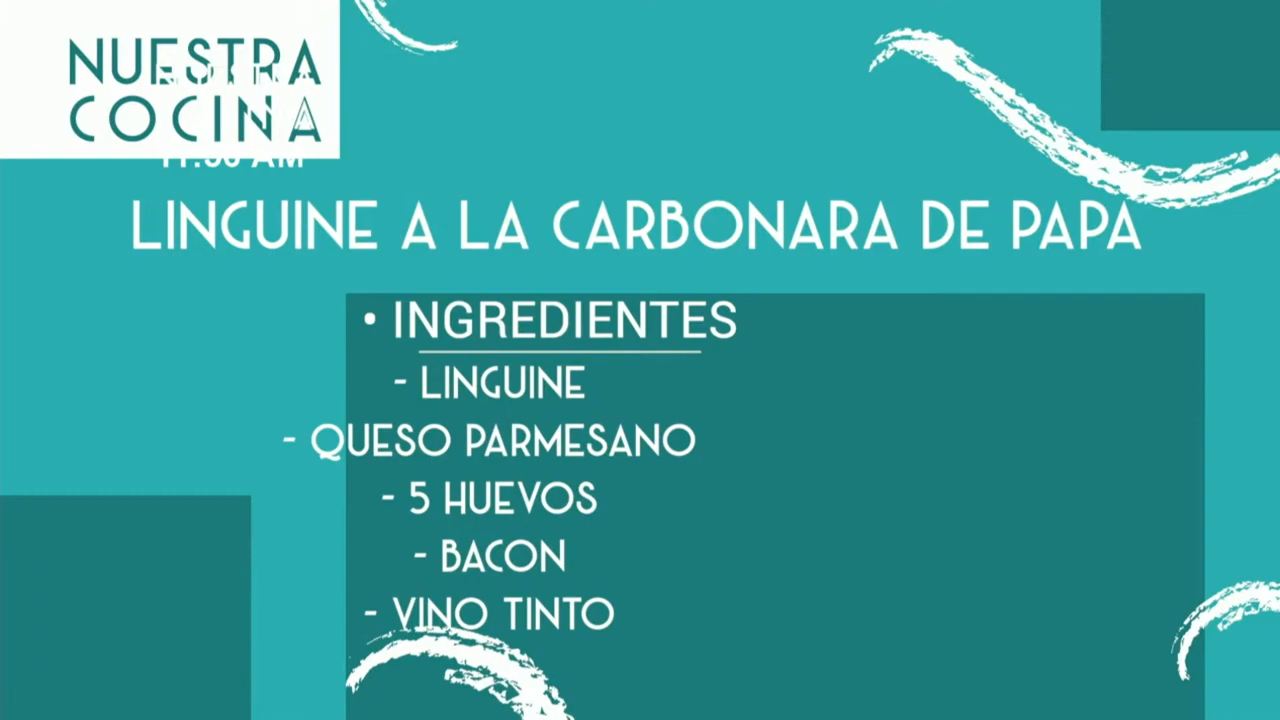 NUESTRA
COCINA
LINGUINE A LA CARBONARA DE PAPA
• INGREDIENTES
- LINGUINE
- QUESO PARMESANO
- 5 HUEVOS
- BACON
- VINO TINTO